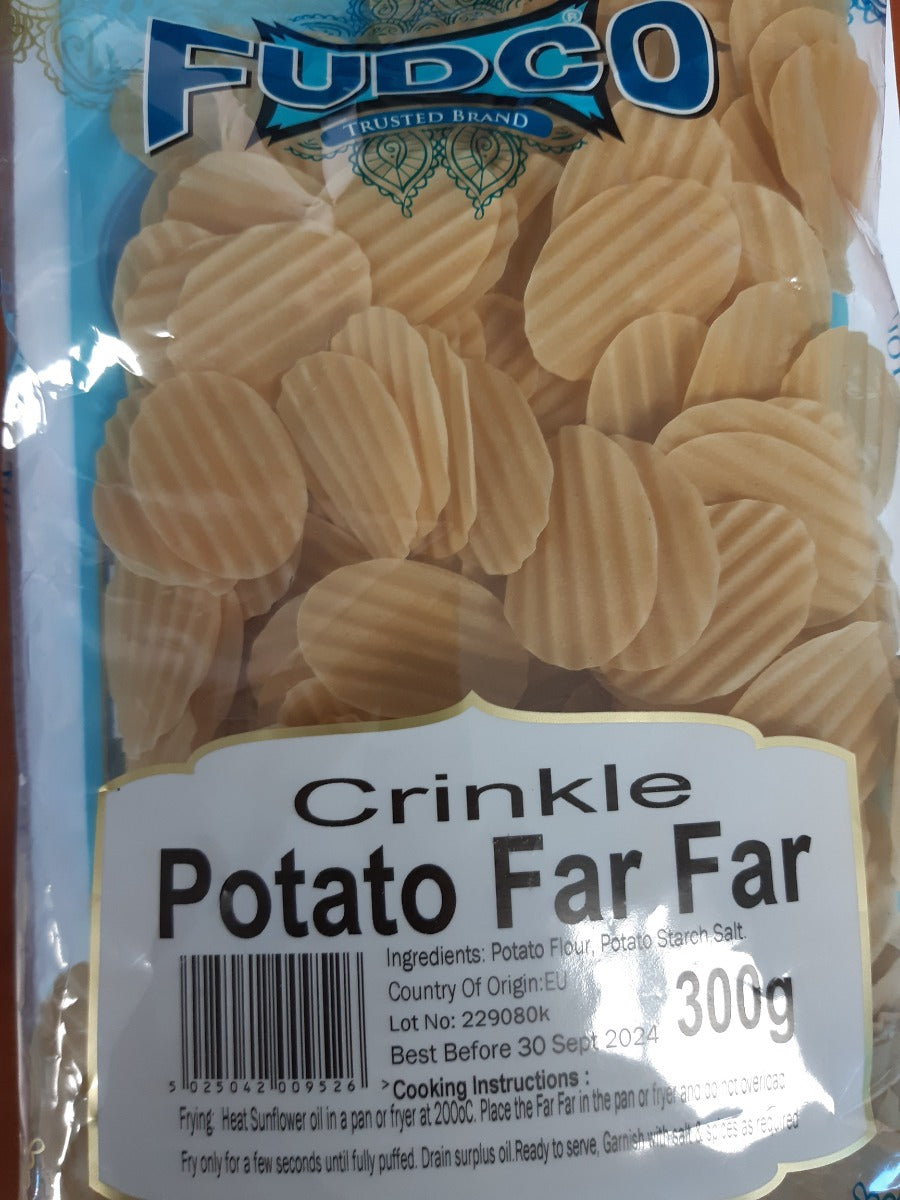 FUDCO®
TRUSTED BRAND
Crinkle
Potato Far Far
Ingredients: Potato Flour, Potato Starch Salt.
Country Of Origin:EU
300g
Lot No: 229080k
Best Before 30 Sept 2024
5 025042 009526 >
Cooking Instructions :
Frying: Heat Sunflower oil in a pan or fryer at 200oC. Place the Far Far in the pan or fryer and do not overload
Fry only for a few seconds until fully puffed. Drain surplus oil.Ready to serve, Garnish with salt & spices as required